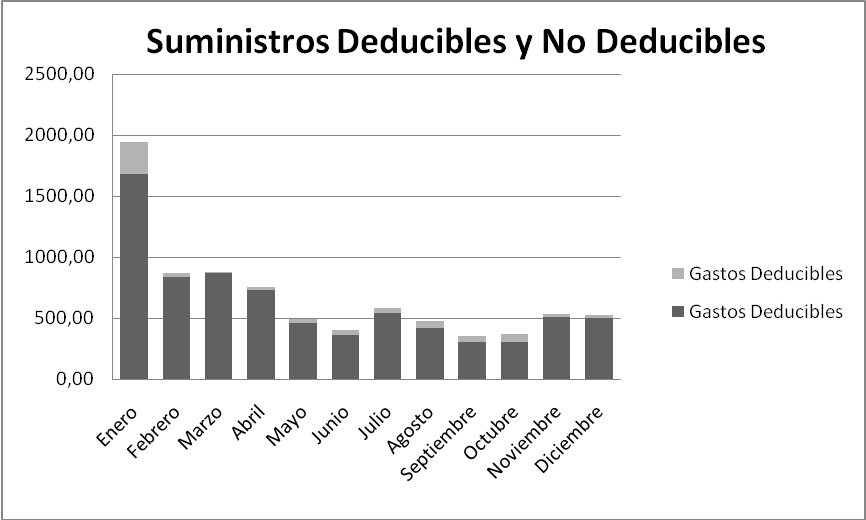 Suministros Deducibles y No Deducibles
2500,00
2000,00
1500,00
1000,00
500,00
0,00
Enero
Febrero
Marzo
Abril
Mayo
Junio
Julio
Agosto
Septiembre
Octubre
Noviembre
Diciembre
Gastos Deducibles
Gastos Deducibles